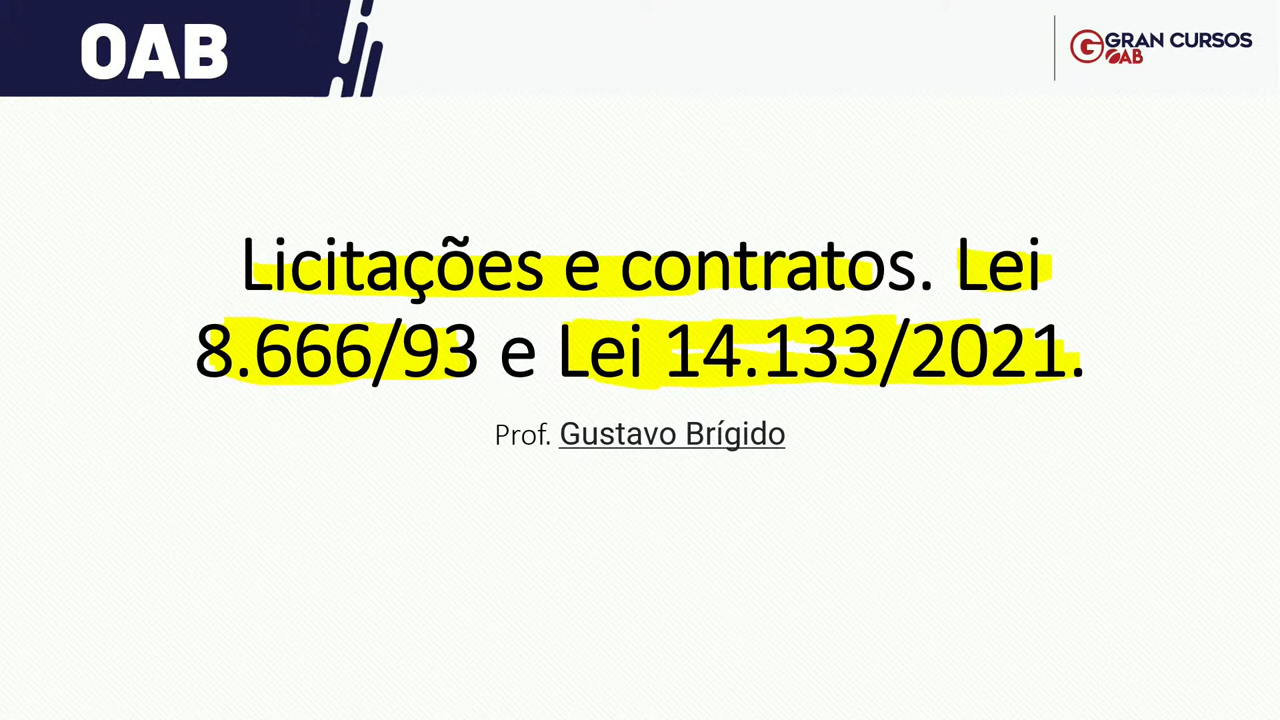 OAB
GRAN CURSOS
OAB
Licitações e contratos. Lei
8.666/93 e Lei 14.133/2021.
Prof. Gustavo Brígido